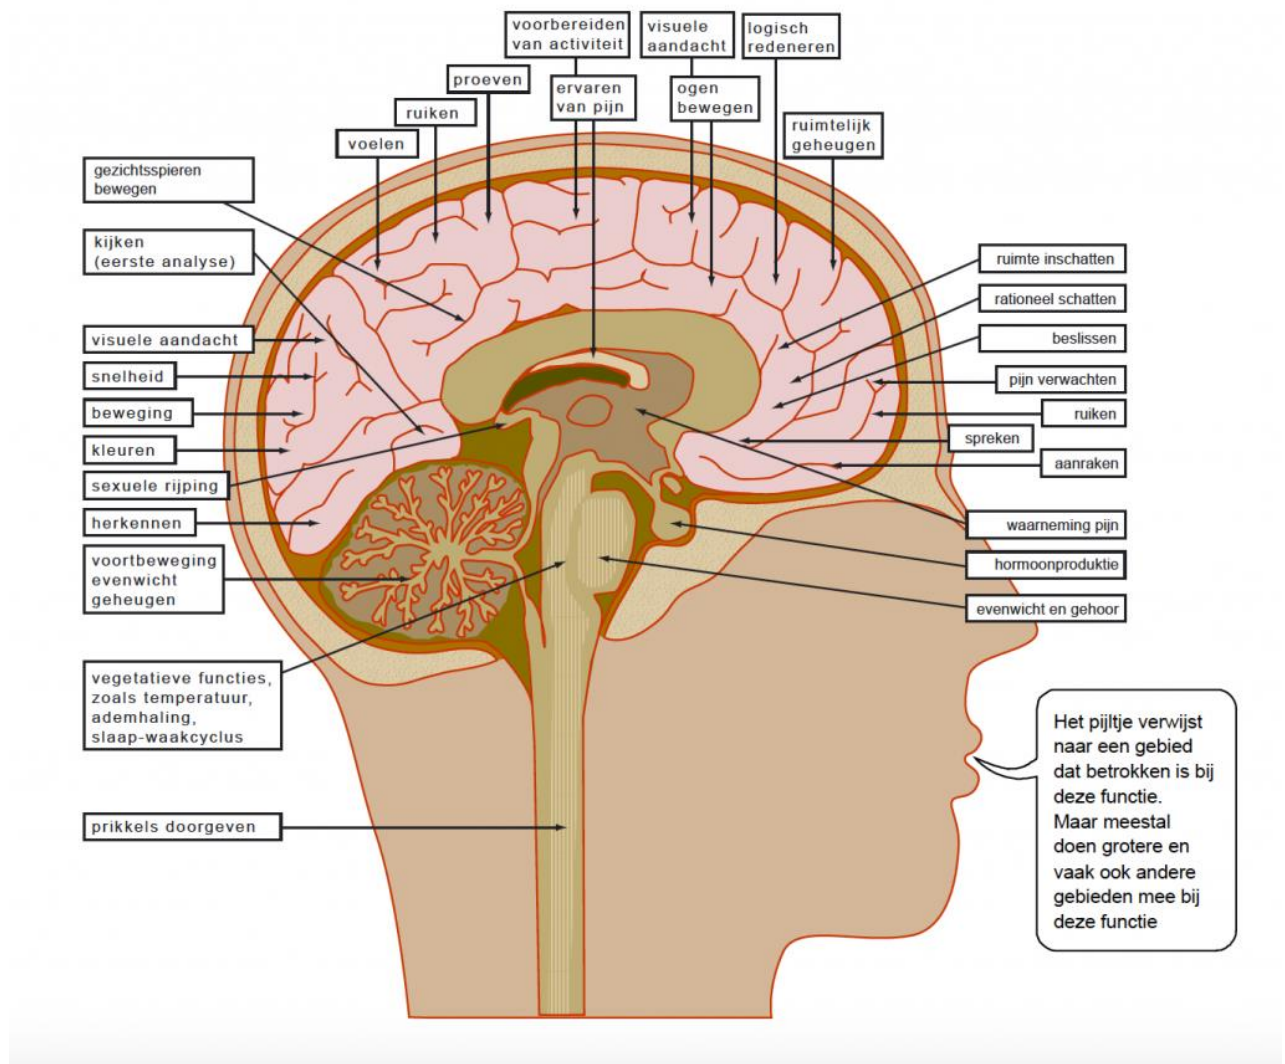 voorbereiden
van activiteit
visuele
aandacht
logisch
redeneren
proeven
ervaren
van pijn
ogen
bewegen
ruiken
ruimtelijk
geheugen
voelen
gezichtsspieren
bewegen
kijken
(eerste analyse)
visuele aandacht
snelheid
beweging
kleuren
sexuele rijping
herkennen
voortbeweging
evenwicht
geheugen
vegetatieve functies,
zoals temperatuur,
ademhaling,
slaap-waakcyclus
prikkels doorgeven
ruimte inschatten
rationeel schatten
beslissen
pijn verwachten
ruiken
spreken
aanraken
waarneming pijn
hormoonproduktie
evenwicht en gehoor
Het pijltje verwijst
naar een gebied
dat betrokken is bij
deze functie.
Maar meestal
doen grotere en
vaak ook andere
gebieden mee bij
deze functie